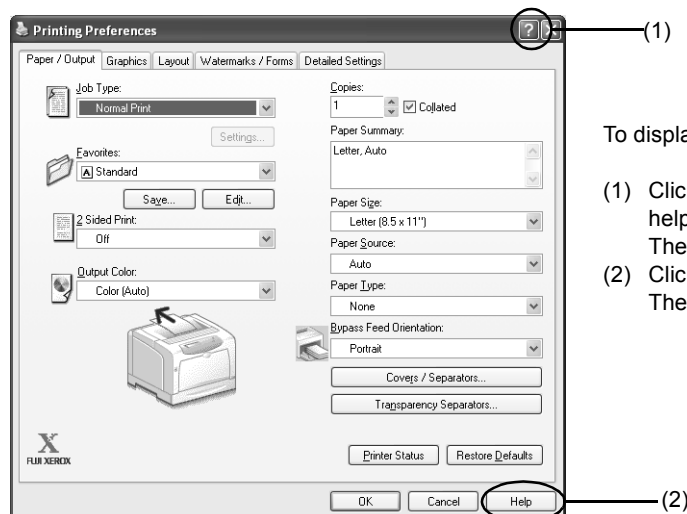 Printing Preferences
? X
(1)
Paper / Output Graphics Layout Watermarks / Forms Detailed Settings
Job Type:
Normal Print
Settings...
Favorites:
A Standard
Save... Edit...
2 Sided Print:
Off
Output Color:
Color (Auto)
X
FUJI XEROX
Copies:
1
Collated
Paper Summary:
Letter, Auto
Paper Size:
Letter (8.5 x 11")
Paper Source:
Auto
Paper Type:
None
Bypass Feed Orientation:
Portrait
Covers / Separators...
Transparency Separators...
Printer Status Restore Defaults
OK Cancel Help
(2)
To displa
(1) Clic
help
The
(2) Clic
The